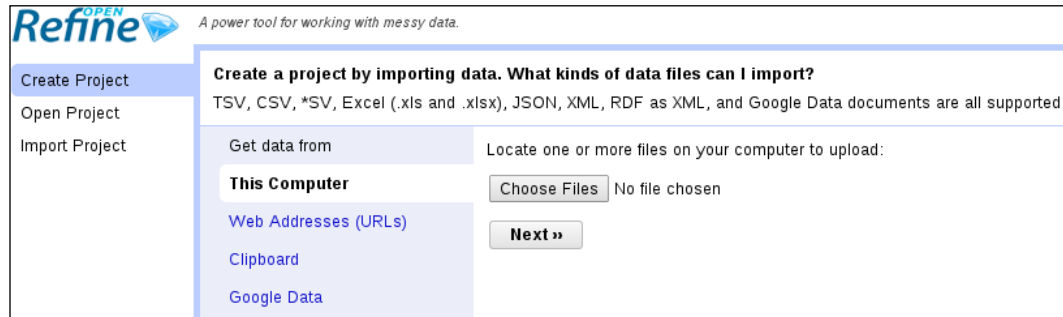 OPEN
Refine
A power tool for working with messy data.
Create Project
Open Project
Import Project
Create a project by importing data. What kinds of data files can I import?
TSV, CSV, *SV, Excel (.xls and .xlsx), JSON, XML, RDF as XML, and Google Data documents are all supported
Get data from
This Computer
Web Addresses (URLs)
Clipboard
Google Data
Locate one or more files on your computer to upload:
Choose Files No file chosen
Next »